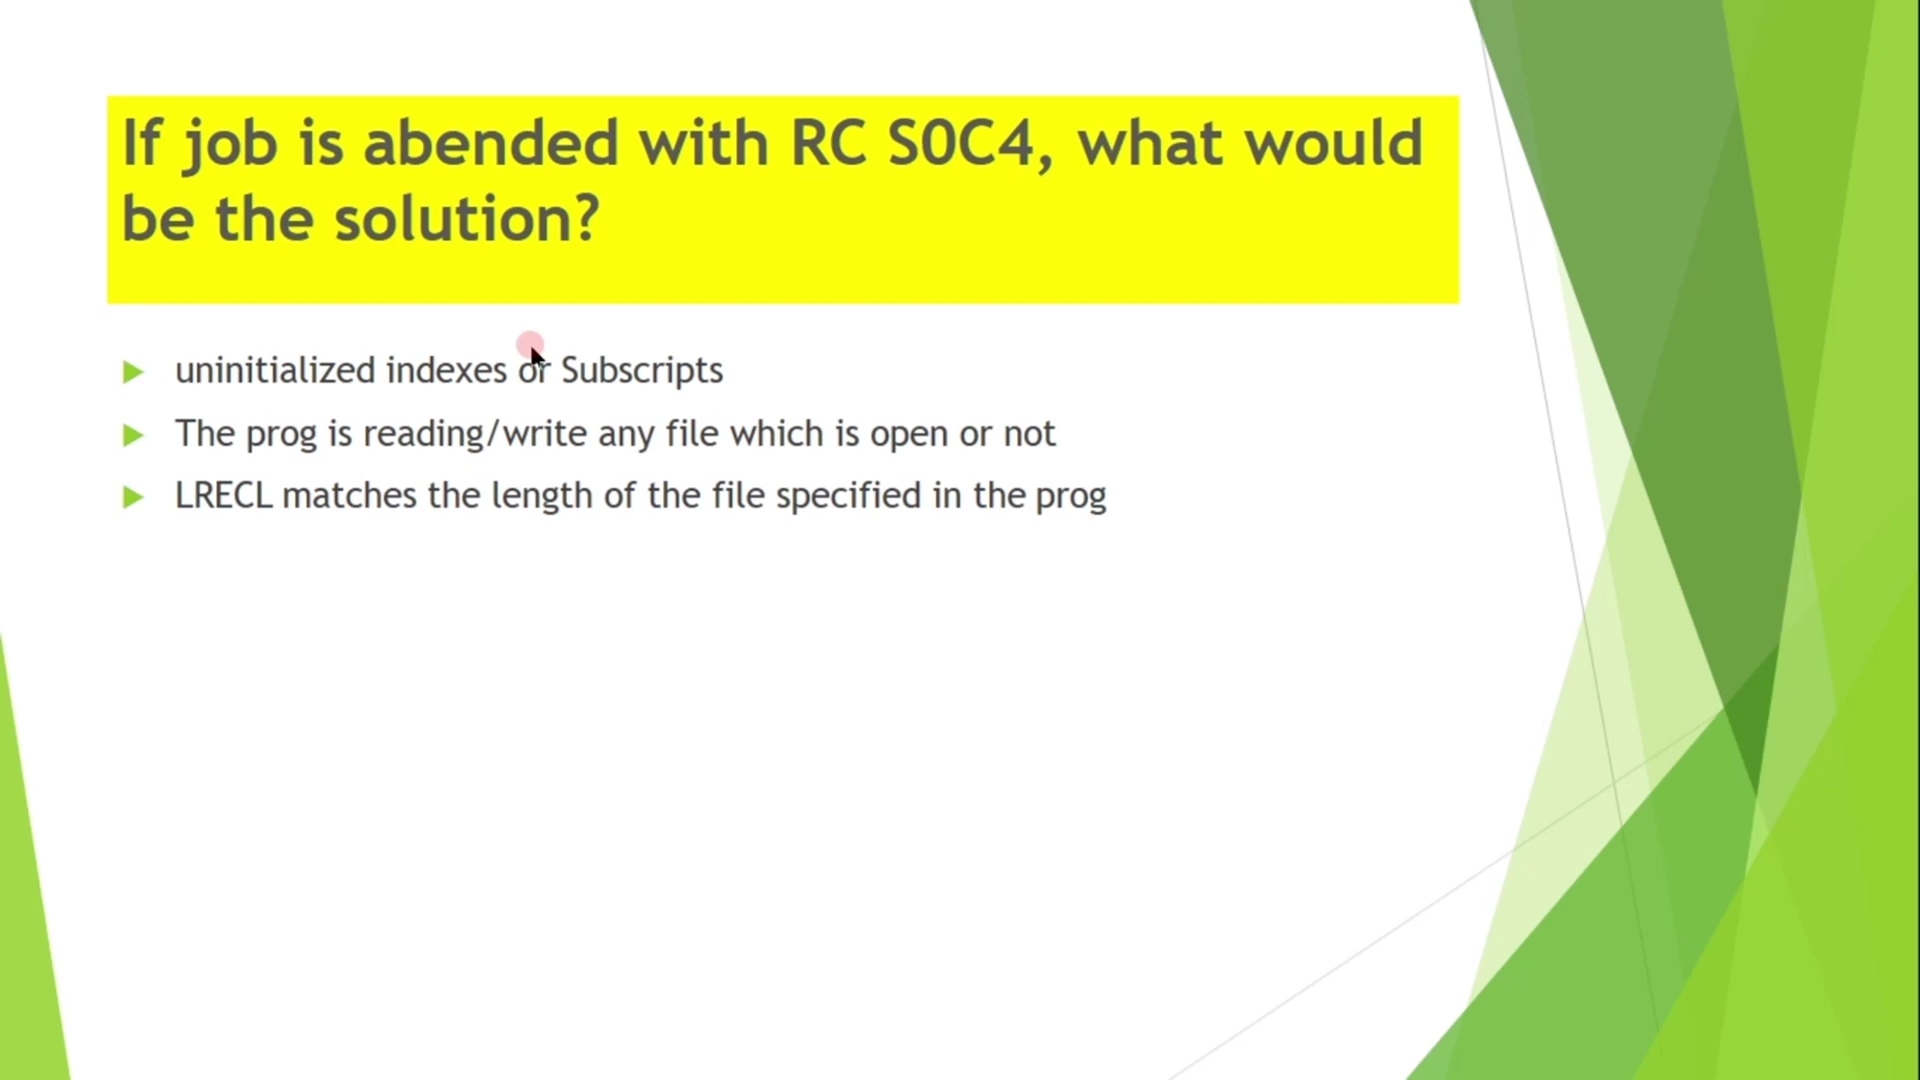 If job is abended with RC S0C4, what would
be the solution?
uninitialized indexes or Subscripts
The prog is reading/write any file which is open or not
LRECL matches the length of the file specified in the prog